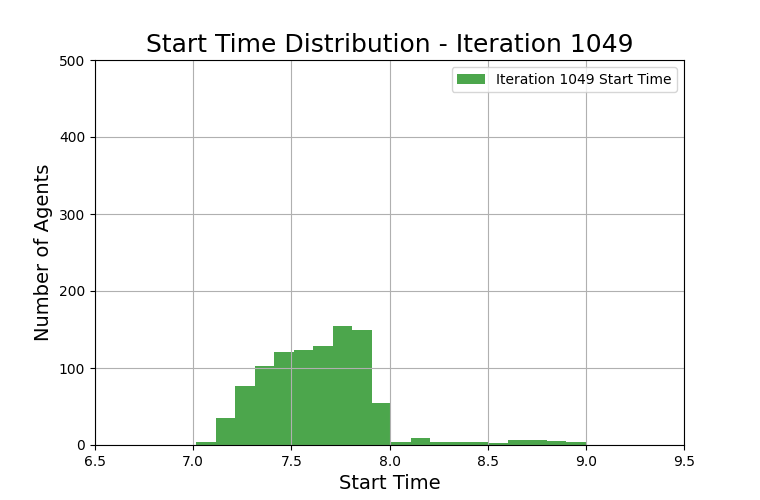 Start Time Distribution - Iteration 1049
Iteration 1049 Start Time
Number of Agents
500
400
300
200
100
0
6.5 7.0 7.5 8.0 8.5 9.0 9.5
Start Time